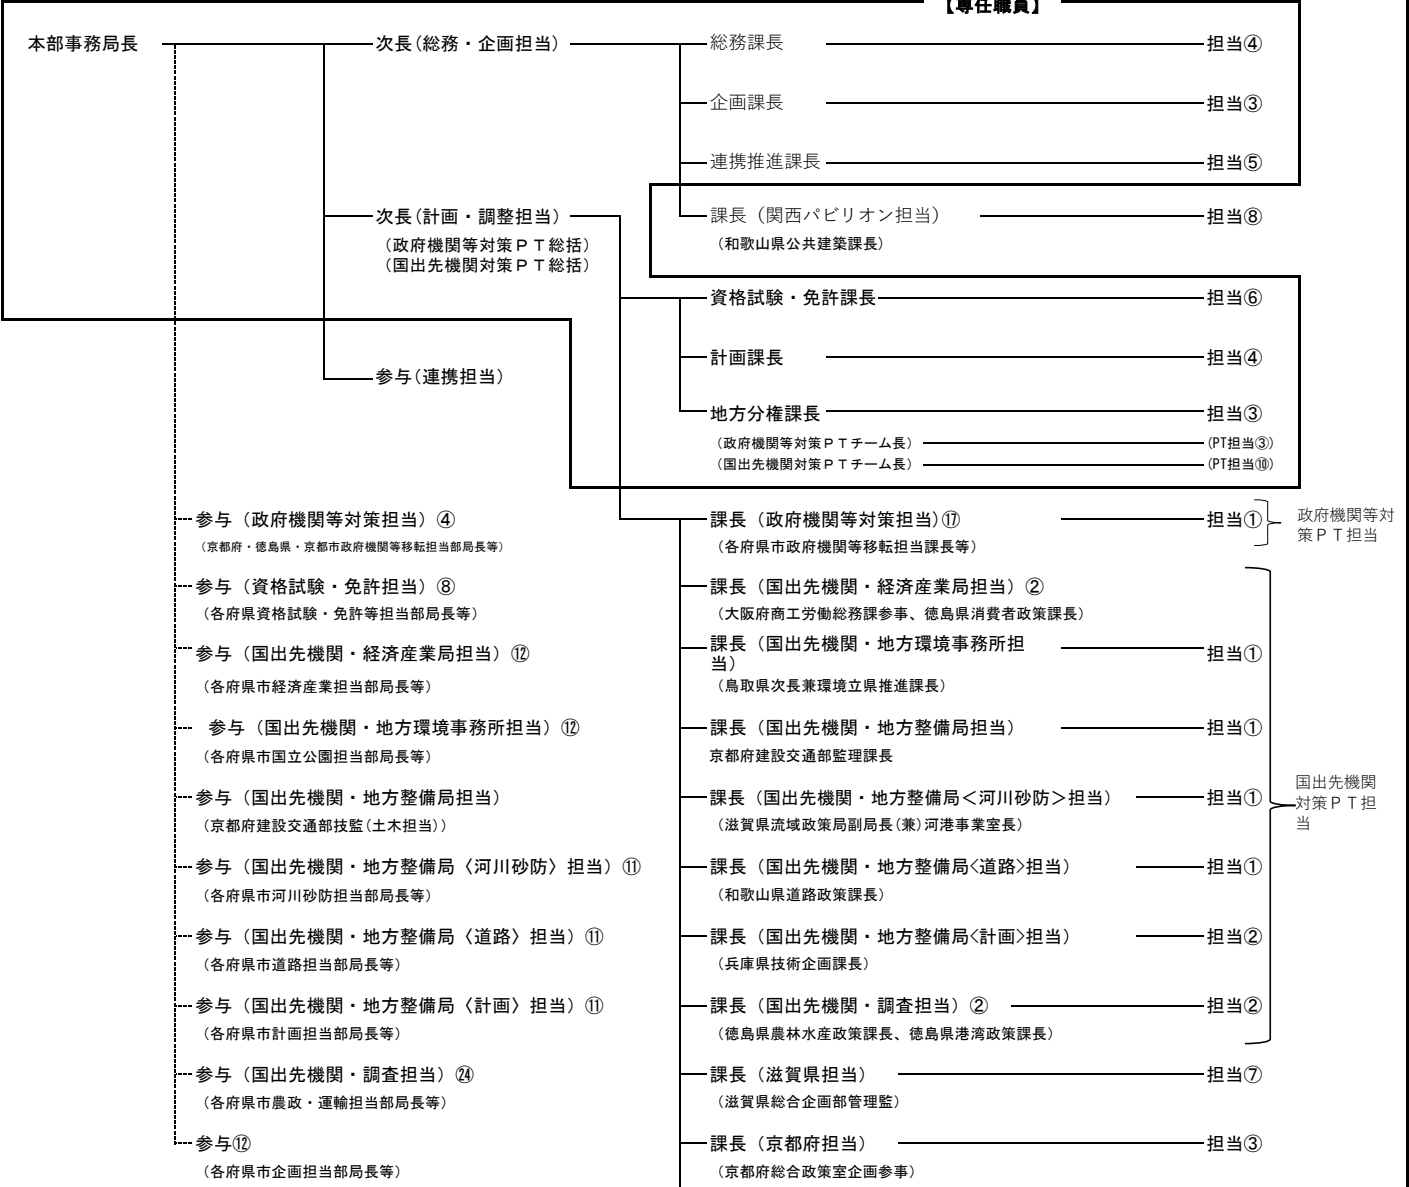 【専任職員】
本部事務局長
次長(総務・企画担当)
総務課長
担当④
企画課長
担当③
連携推進課長
担当⑤
次長(計画・調整担当)
(政府機関等対策ＰＴ総括)
(国出先機関対策ＰＴ総括)
課長（関西パビリオン担当）
(和歌山県公共建築課長)
担当⑧
資格試験・免許課長
担当⑥
計画課長
担当④
参与(連携担当)
地方分権課長
担当③
(政府機関等対策ＰＴチーム長)
(PT担当③)
(国出先機関対策ＰＴチーム長)
(PT担当⑩)
参与（政府機関等対策担当）④
(京都府・徳島県・京都市政府機関等移転担当部局長等)
参与（資格試験・免許担当）⑧
(各府県資格試験・免許等担当部局長等)
参与（国出先機関・経済産業局担当）⑫
(各府県市経済産業担当部局長等)
参与（国出先機関・地方環境事務所担当）⑫
(各府県市国立公園担当部局長等)
参与（国出先機関・地方整備局担当）
(京都府建設交通部技監(土木担当))
参与（国出先機関・地方整備局〈河川砂防〉担当）⑪
(各府県市河川砂防担当部局長等)
参与（国出先機関・地方整備局〈道路〉担当）⑪
(各府県市道路担当部局長等)
参与（国出先機関・地方整備局〈計画〉担当）⑪
(各府県市計画担当部局長等)
参与（国出先機関・調査担当）㉔
(各府県市農政・運輸担当部局長等)
参与⑫
(各府県市企画担当部局長等)
課長（政府機関等対策担当)⑰
(各府県市政府機関等移転担当課長等)
担当①
政府機関等対
策ＰＴ担当
課長（国出先機関・経済産業局担当）②
(大阪府商工労働総務課参事、徳島県消費者政策課長)
課長（国出先機関・地方環境事務所担
当）
(鳥取県次長兼環境立県推進課長)
担当①
課長（国出先機関・地方整備局担当）
京都府建設交通部監理課長
担当①
課長（国出先機関・地方整備局＜河川砂防＞担当）
(滋賀県流域政策局副局長(兼)河港事業室長)
担当①
国出先機関
対策ＰＴ担
当
課長（国出先機関・地方整備局<道路>担当）
(和歌山県道路政策課長)
担当①
課長（国出先機関・地方整備局<計画>担当）
(兵庫県技術企画課長)
担当②
課長（国出先機関・調査担当）②
(徳島県農林水産政策課長、徳島県港湾政策課長)
担当②
課長（滋賀県担当）
(滋賀県総合企画部管理監)
担当⑦
課長（京都府担当）
(京都府総合政策室企画参事)
担当③